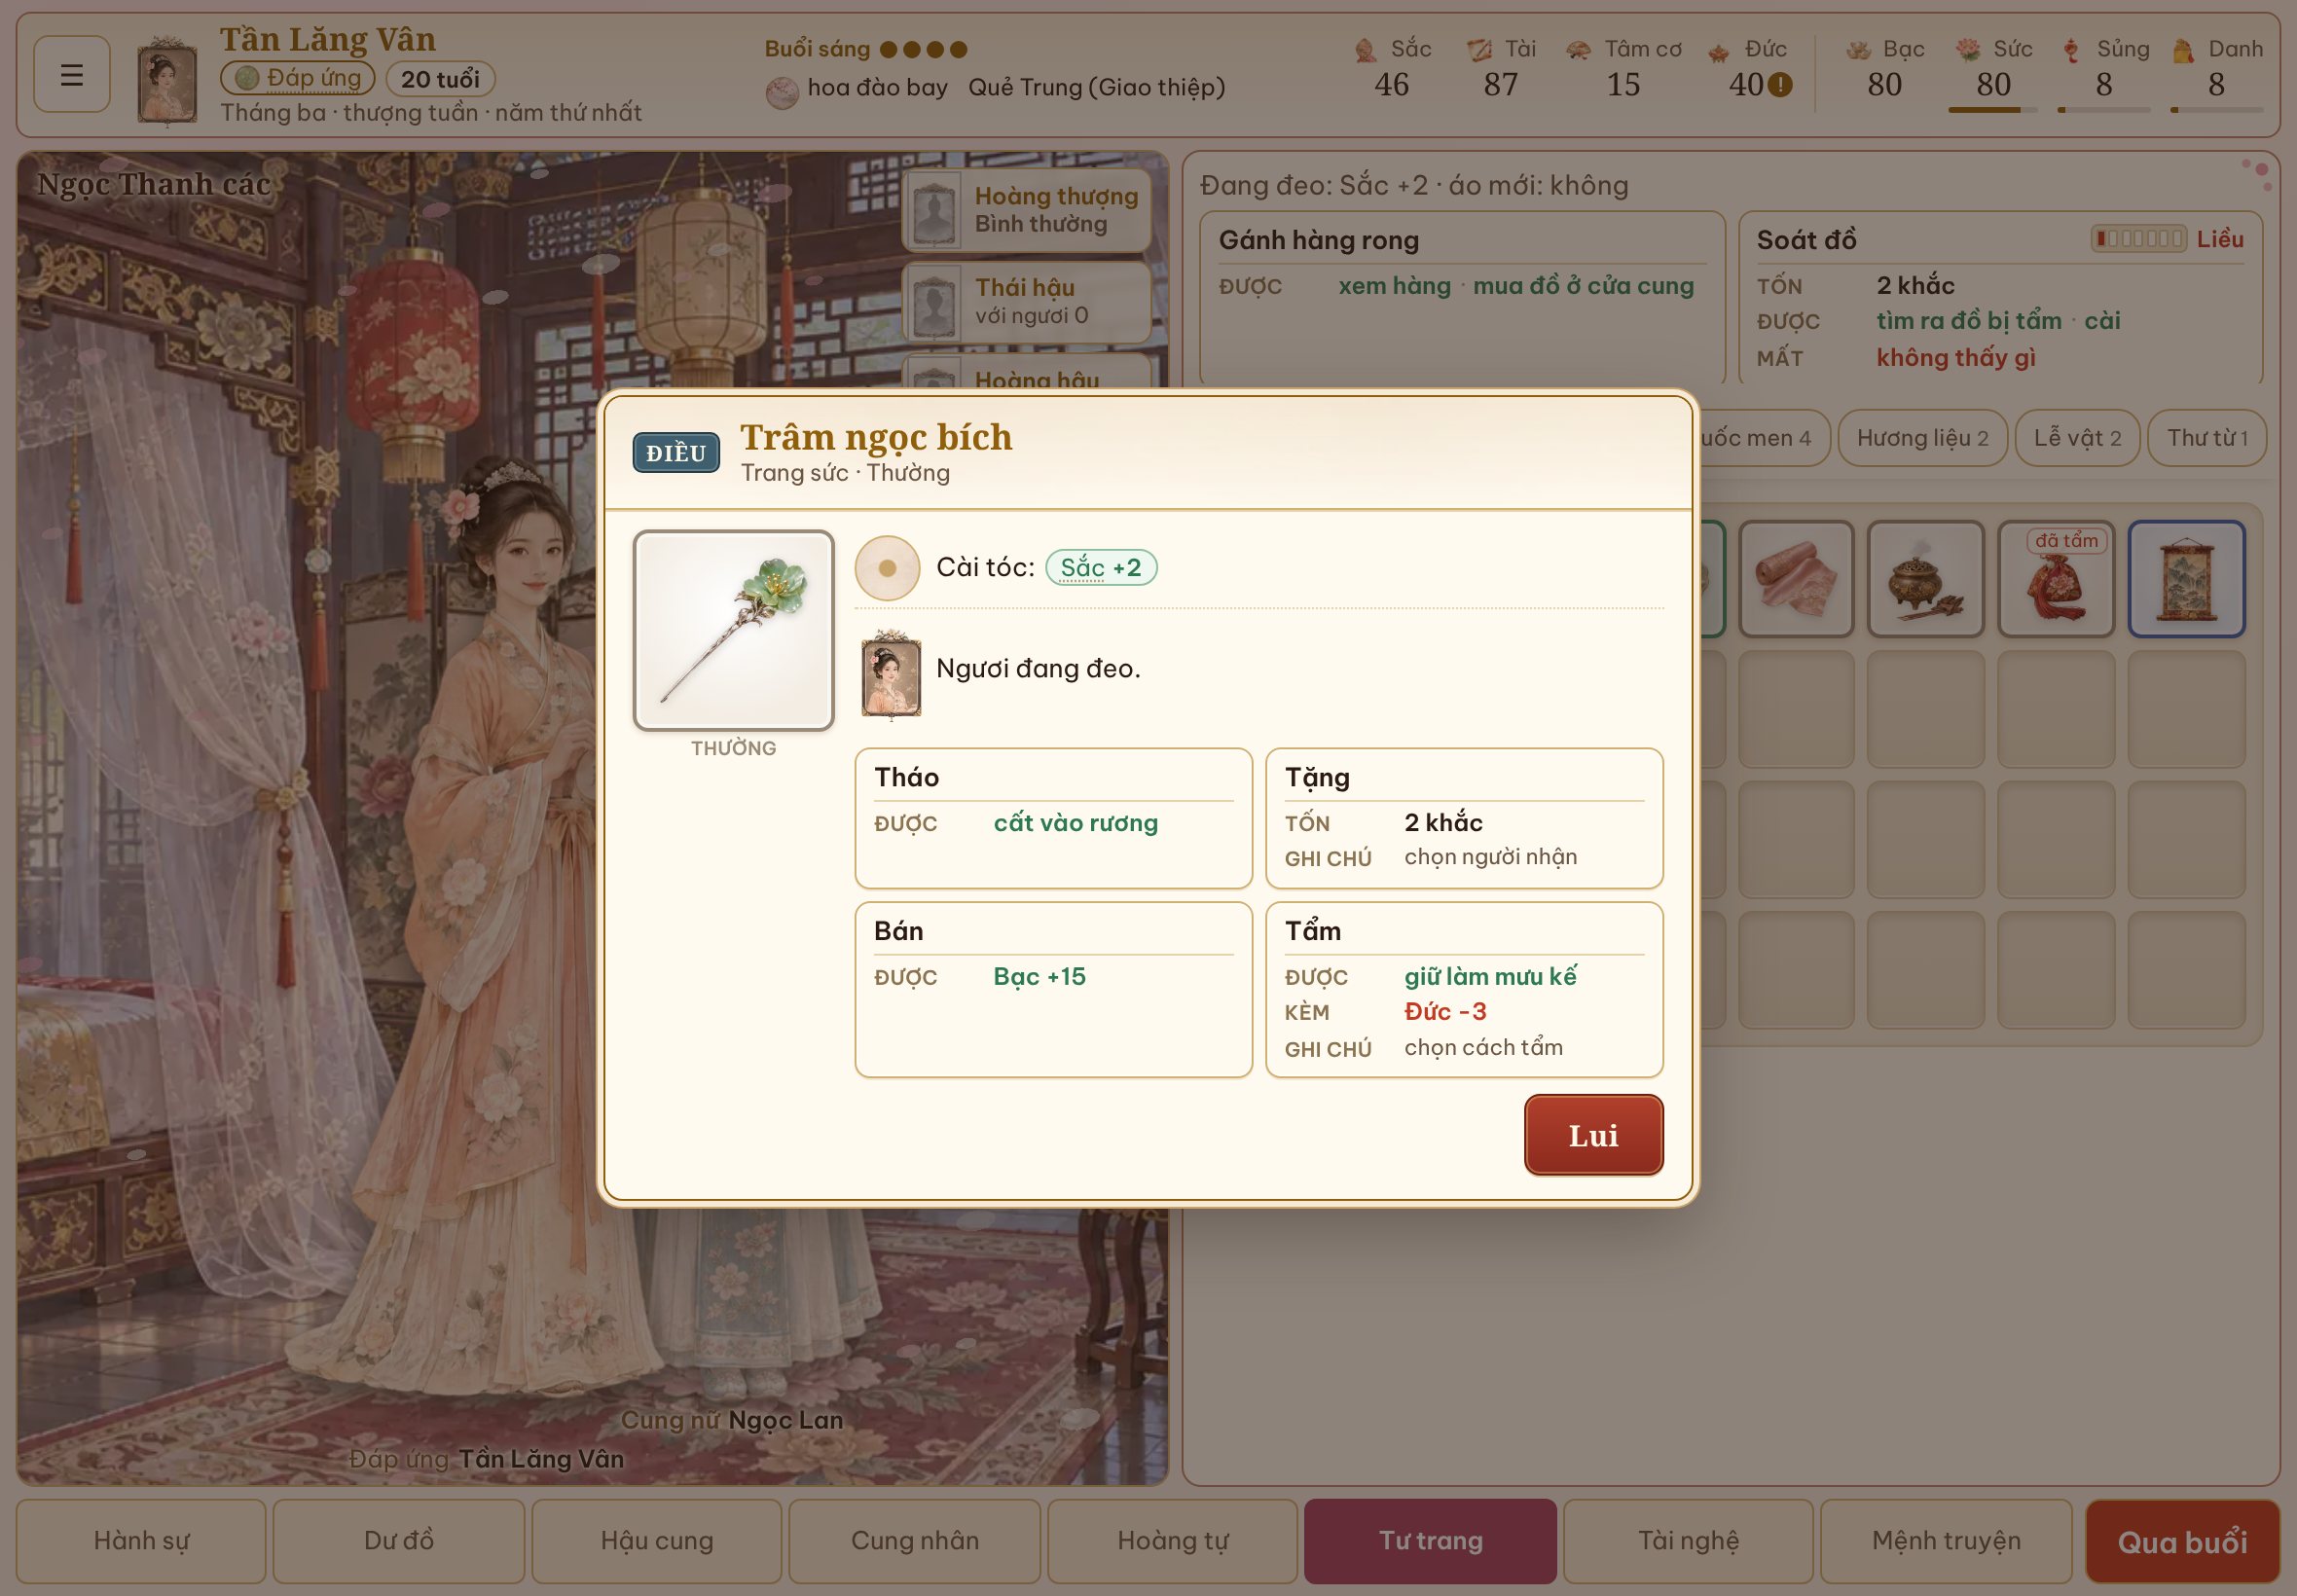 Tần Lăng Vân
Đáp ứng 20 tuổi
Tháng ba · thượng tuần · năm thứ nhất
Buổi sáng
hoa đào bay Quẻ Trung (Giao thiệp)
Sắc Tài Tâm cơ Đức Bạc Sức Sủng Danh
46 87 15 40 ! 80 80 8 8
Ngọc Thanh các
Hoàng thượng
Bình thường
Thái hậu
với ngươi 0
Hoàng hậu
Đang đeo: Sắc +2 · áo mới: không
Gánh hàng rong
ĐƯỢC xem hàng · mua đồ ở cửa cung
Soát đồ Liều
TỐN 2 khắc
ĐƯỢC tìm ra đồ bị tẩm · cài
MẤT không thấy gì
uốc men 4 Hương liệu 2 Lễ vật 2 Thư từ 1
đã tẩm
ĐIỀU
Trâm ngọc bích
Trang sức · Thường
THƯỜNG
Cài tóc: Sắc +2
Ngươi đang đeo.
Tháo
ĐƯỢC cất vào rương
Tặng
TỐN 2 khắc
GHI CHÚ chọn người nhận
Bán
ĐƯỢC Bạc +15
Tẩm
ĐƯỢC giữ làm mưu kế
KÈM Đức -3
GHI CHÚ chọn cách tẩm
Lui
Cung nữ Ngọc Lan
Đáp ứng Tần Lăng Vân
Hành sự Dư đồ Hậu cung Cung nhân Hoàng tự Tư trang Tài nghệ Mệnh truyện Qua buổi